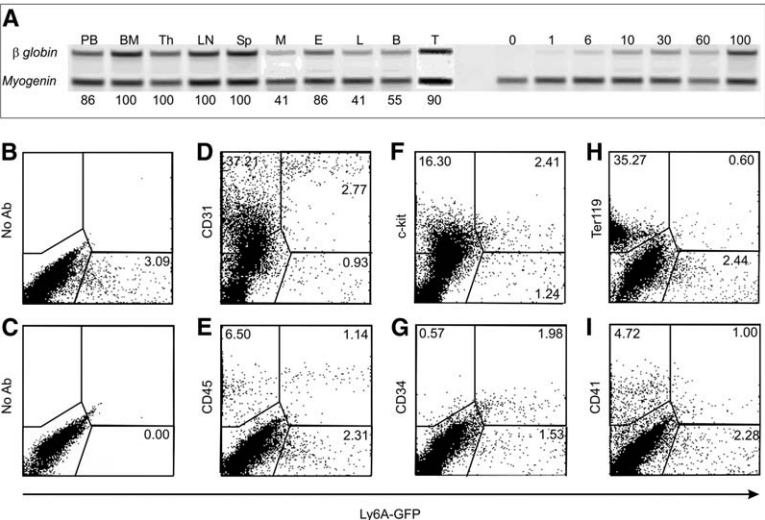 A
PB BM Th LN Sp M E L B T 0 1 6 10 30 60 100
β globin
Myogenin
86 100 100 100 100 41 86 41 55 90
B D F H
No Ab
3.09
CD31
37.21
2.77
0.93
c-kit
16.30 2.41
1.24
Ter119
35.27 0.60
2.44
C E G I
No Ab
0.00
CD45
6.50 1.14
2.31
CD34
0.57 1.98
1.53
CD41
4.72 1.00
2.28
Ly6A-GFP